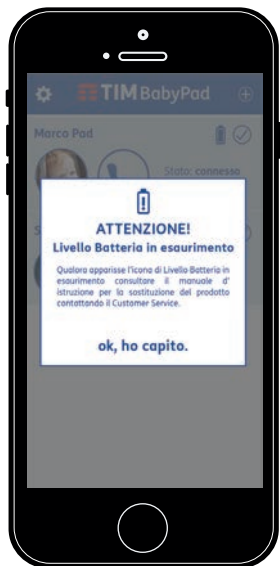 TIM BabyPad
Marco Pad
Stato: connesso
S
ATTENZIONE!
Livello Batteria in esaurimento
Qualora apparisse l'icona di Livello Batteria in
esaurimento consultare il manuale d'
istruzione per la sostituzione del prodotto
contattando il Customer Service.
ok, ho capito.